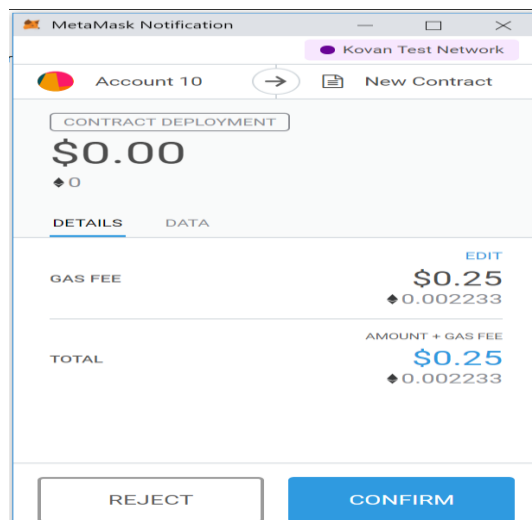 MetaMask Notification
Kovan Test Network
Account 10
New Contract
CONTRACT DEPLOYMENT
$0.00
0
DETAILS DATA
EDIT
GAS FEE
$0.25
0.002233
AMOUNT + GAS FEE
TOTAL
$0.25
0.002233
REJECT
CONFIRM